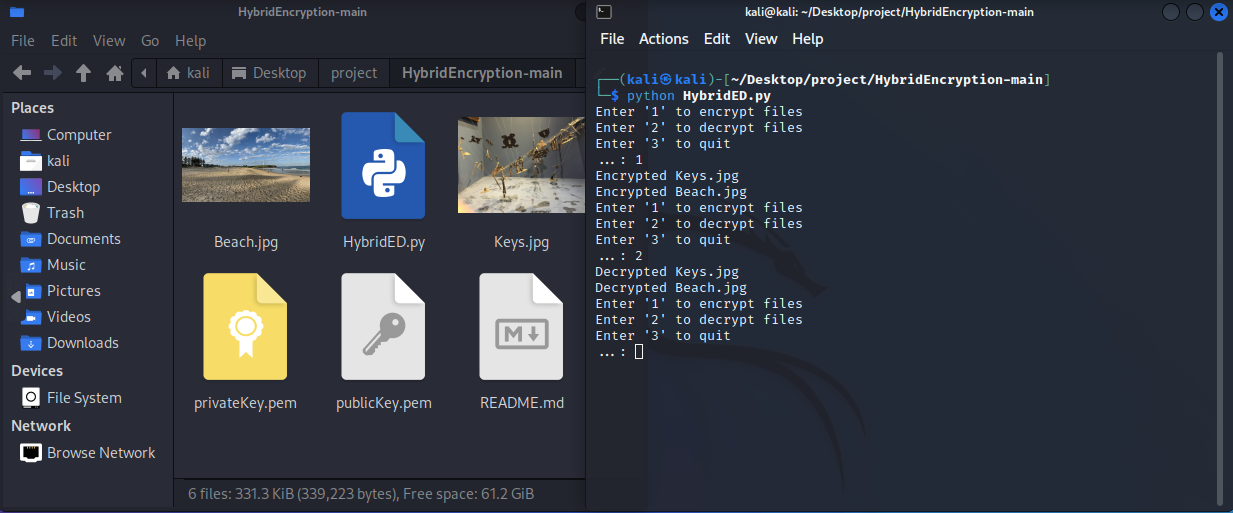 HybridEncryption-main
File Edit View Go Help
kali Desktop project HybridEncryption-main
Places
Computer
kali
Desktop
Trash
Documents
Music
Pictures
Videos
Downloads
Devices
File System
Network
Browse Network
Beach.jpg HybridED.py Keys.jpg
M
privateKey.pem publicKey.pem README.md
6 files: 331.3 KiB (339,223 bytes), Free space: 61.2 GiB
kali@kali: ~/Desktop/project/HybridEncryption-main
File Actions Edit View Help
┌──(kali㉿kali)-[~/Desktop/project/HybridEncryption-main]
└─$ python HybridED.py
Enter '1' to encrypt files
Enter '2' to decrypt files
Enter '3' to quit
...: 1
Encrypted Keys.jpg
Encrypted Beach.jpg
Enter '1' to encrypt files
Enter '2' to decrypt files
Enter '3' to quit
...: 2
Decrypted Keys.jpg
Decrypted Beach.jpg
Enter '1' to encrypt files
Enter '2' to decrypt files
Enter '3' to quit
...: